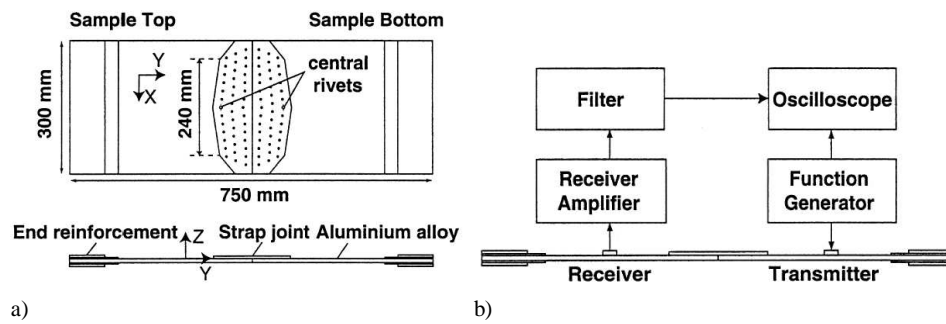 Sample Top
Sample Bottom
Y
X
300 mm
240 mm
central
rivets
750 mm
End reinforcement
Z
Y
Strap joint
Aluminium alloy
a)
Filter
Oscilloscope
Receiver
Amplifier
Function
Generator
Receiver
Transmitter
b)